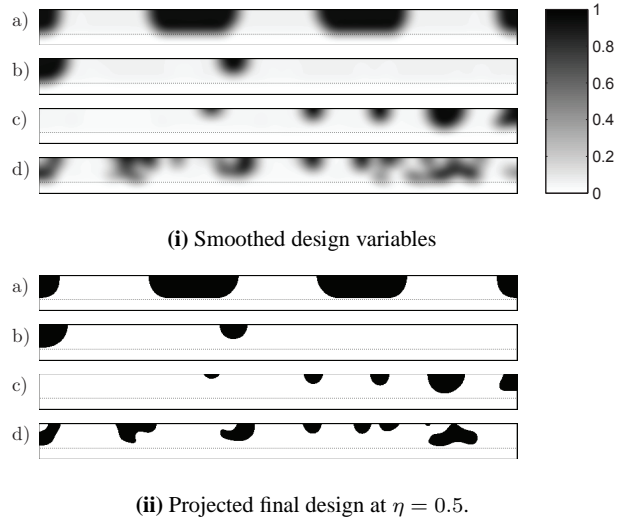 a)
b)
c)
d)
1
0.8
0.6
0.4
0.2
0
(i) Smoothed design variables
a)
b)
c)
d)
(ii) Projected final design at η = 0.5.